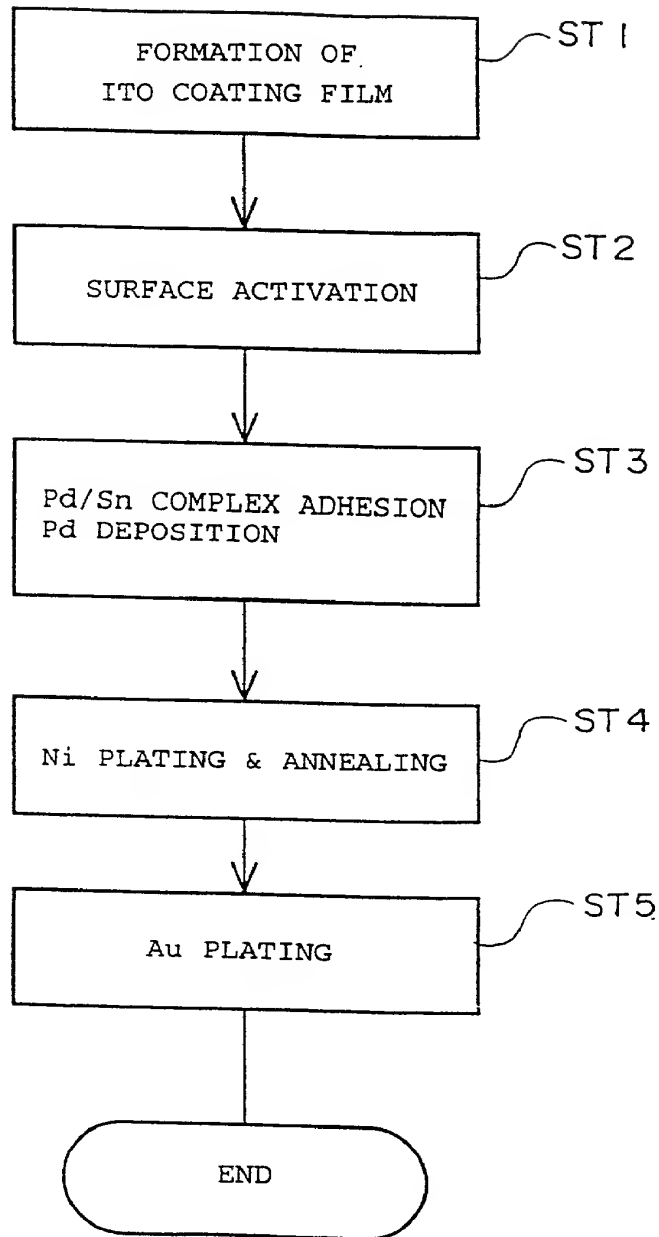 FORMATION OF
ITO COATING FILM
ST1
SURFACE ACTIVATION
ST2
Pd/Sn COMPLEX ADHESION
Pd DEPOSITION
ST3
Ni PLATING & ANNEALING
ST4
Au PLATING
ST5
END